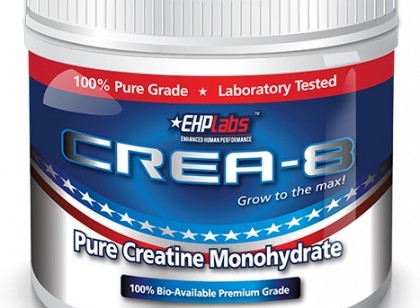 100% Pure Grade ★ Laboratory Tested
★EHPLabs™
ENHANCED HUMAN PERFORMANCE
CREA-8
Grow to the max!
Pure Creatine Monohydrate
100% Bio-Available Premium Grade